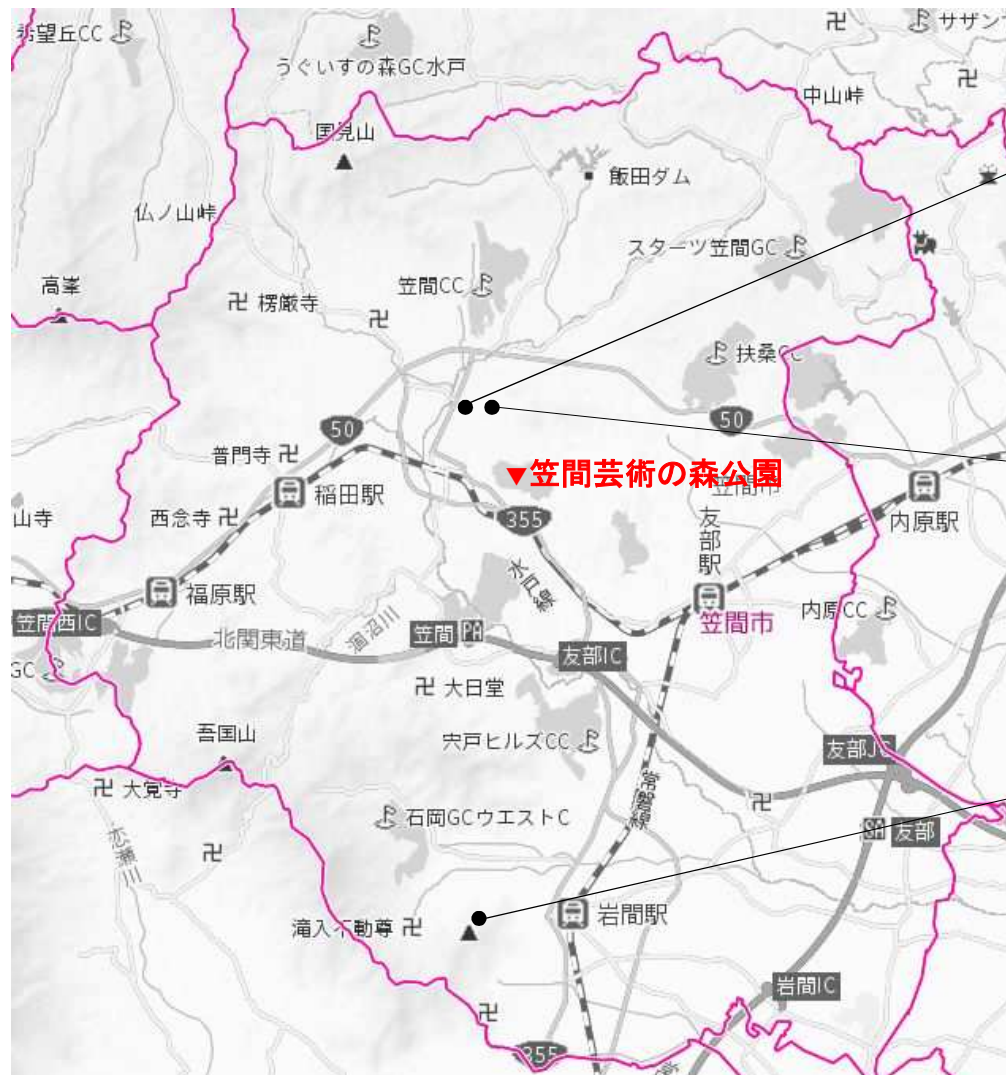 希望丘CC
サザン
うぐいすの森GC水戸
中山峠
国見山
飯田ダム
仏ノ山峠
スターツ笠間GC
高峯
笠間CC
楞厳寺
扶桑CC
50
50
普門寺
▼笠間芸術の森公園
笠間市
稲田駅
山寺
西念寺
355
友部駅
内原駅
水戸線
福原駅
笠間市
内原CC
笠間西IC
北関東道
涸沼川
笠間 PA
友部IC
GC
大日堂
吾国山
宍戸ヒルズCC
友部JC
大覚寺
常磐線
石岡GCウエストC
SA 友部
恋瀬川
滝入不動尊
岩間駅
岩間IC
355